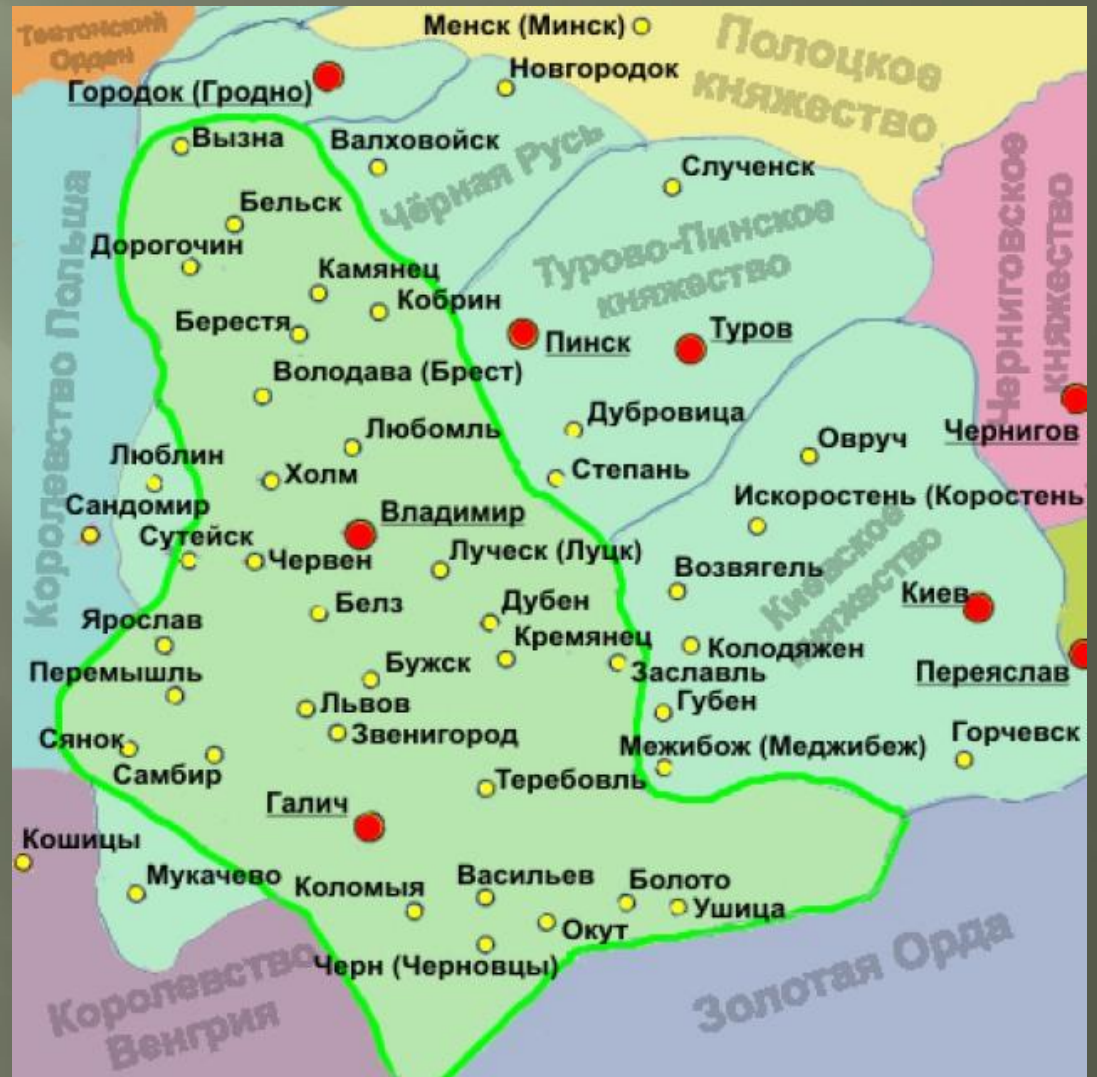 Тевтонский
Орден
Менск (Минск)
Полоцкое
княжество
Новгородок
Городок (Гродно)
Вызна
Валховойск
Чёрная Русь
Слученск
Черниговское
княжество
Королевство Польша
Бельск
Дорогочин
Турово-Пинское
княжество
Камянец
Кобрин
Берестя
Пинск
Туров
Володава (Брест)
Дубровица
Чернигов
Любомль
Овруч
Люблин
Холм
Степань
Сандомир
Искоростень (Коростень
Владимир
Сутейск
Червен
Луческ (Луцк)
Киевское
княжество
Возвягель
Белз
Дубен
Киев
Ярослав
Кремянец
Колодяжен
Перемышль
Бужск
Заславль
Переяслав
Львов
Губен
Сянок
Звенигород
Межибож (Меджибеж)
Горчевск
Самбир
Теребовль
Галич
Кошицы
Мукачево
Коломыя
Васильев
Болото
Ушица
Окут
Черн (Черновцы)
Золотая Орда
Королевство
Венгрия